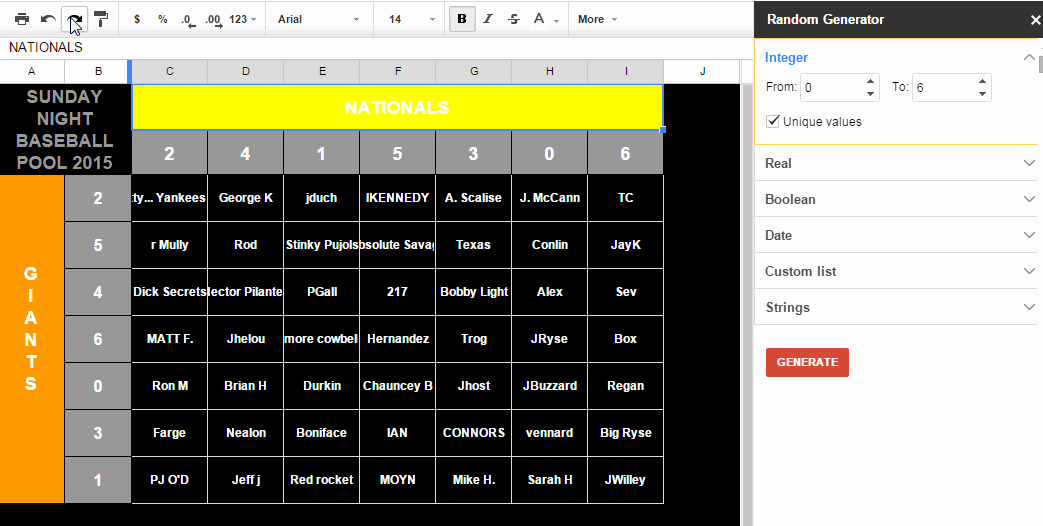 $ % .0 .00 123 Arial 14 B I S A More
Random Generator ×
NATIONALS
A B C D E F G H I J
Integer
From: 0 To: 6
Unique values
Real
Boolean
Date
Custom list
Strings
GENERATE
SUNDAY
NIGHT
BASEBALL
POOL 2015
NATIONALS
2 4 1 5 3 0 6
G
I
A
N
T
S
2 ty... Yankees George K jduch IKENNEDY A. Scalise J. McCann TC
5 r Mully Rod Stinky Pujols bsolute Savag Texas Conlin JayK
4 Dick Secrets lector Pilante PGall 217 Bobby Light Alex Sev
6 MATT F. Jhelou more cowbell Hernandez Trog JRyse Box
0 Ron M Brian H Durkin Chauncey B Jhost JBuzzard Regan
3 Farge Nealon Boniface IAN CONNORS vennard Big Ryse
1 PJ O'D Jeff j Red rocket MOYN Mike H. Sarah H JWilley